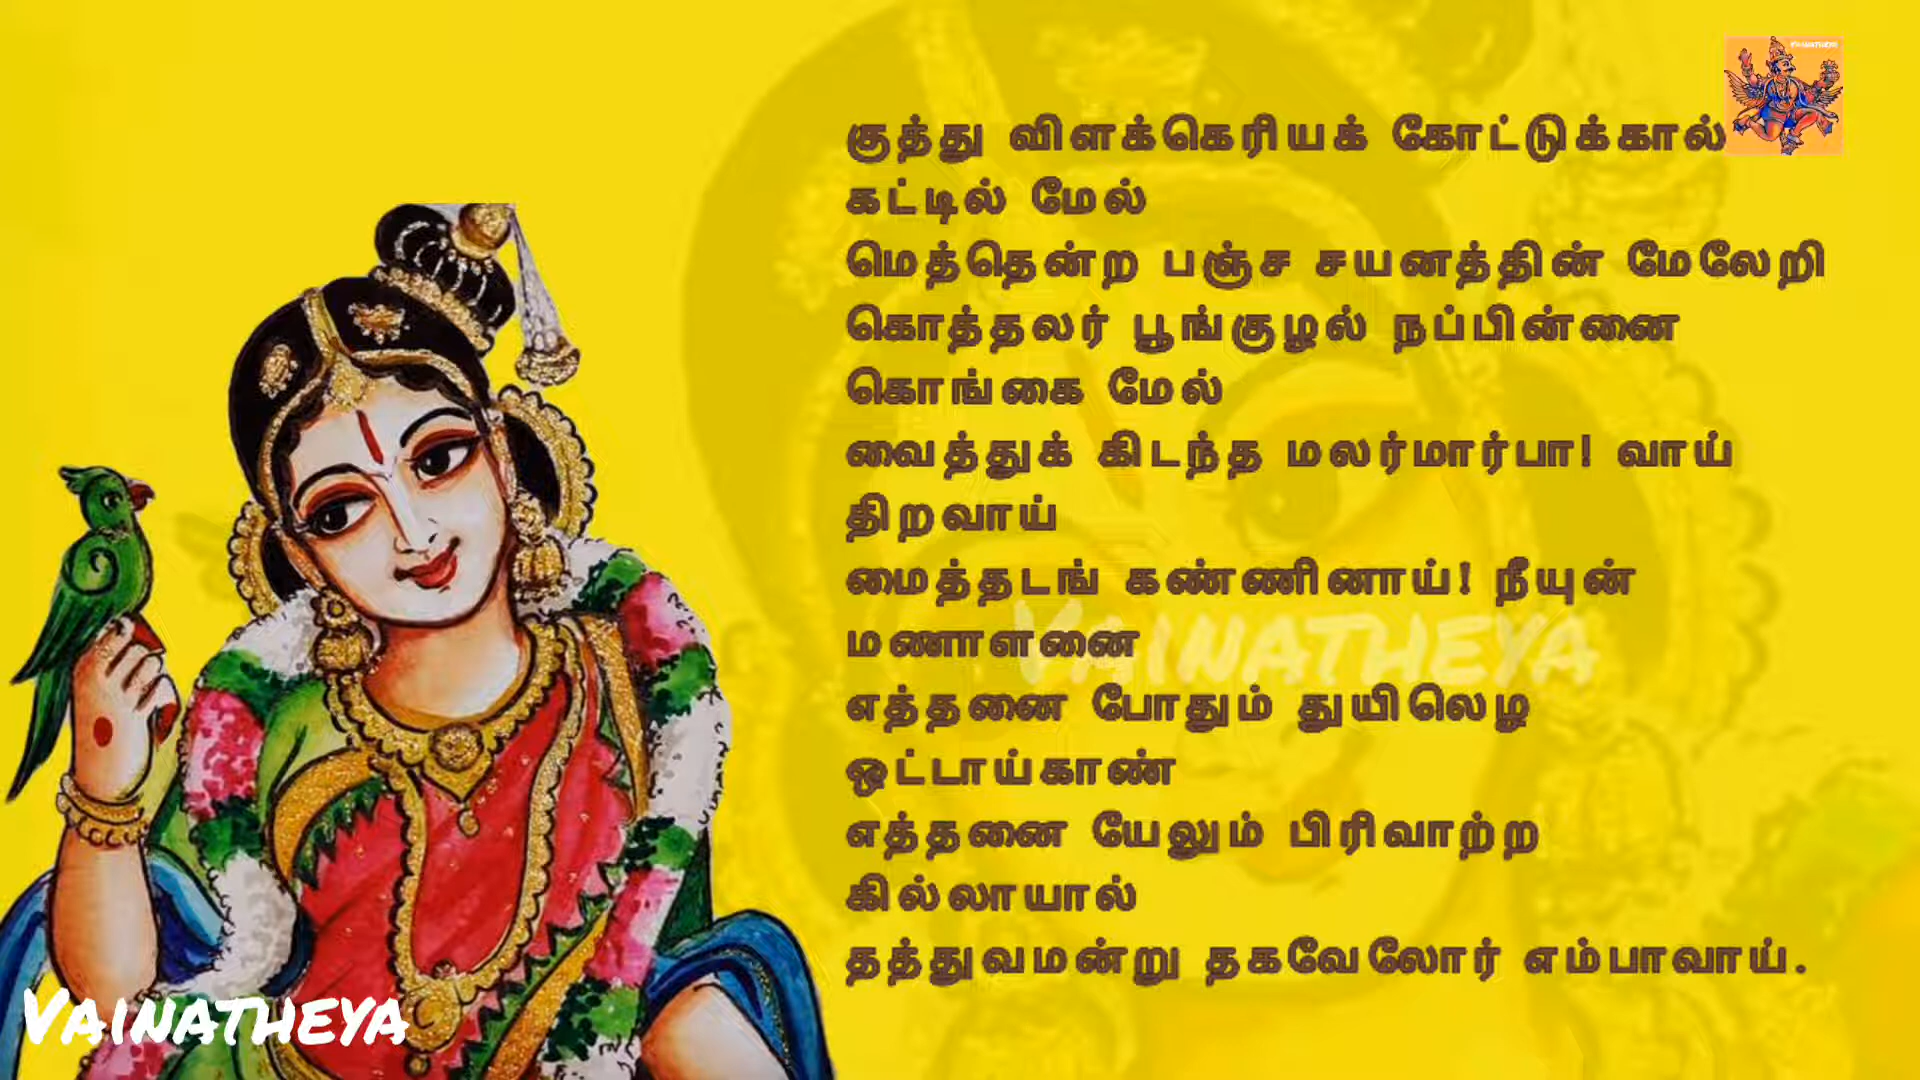 குத்து விளக்கெரியக் கோட்டுக்கால்
கட்டில் மேல்
மெத்தென்ற பஞ்ச சயனத்தின் மேலேறி
கொத்தலர் பூங்குழல் நப்பின்னை
கொங்கை மேல்
வைத்துக் கிடந்த மலர்மார்பா! வாய்
திறவாய்
மைத்தடங் கண்ணினாய்! நீயுன்
மணாளனை
எத்தனை போதும் துயிலெழ
ஒட்டாய்காண்
எத்தனை யேலும் பிரிவாற்ற
கில்லாயால்
தத்துவமன்று தகவேலோர் எம்பாவாய்.
VAINATHEYA
VAINATHEYA
VAINATHEYA